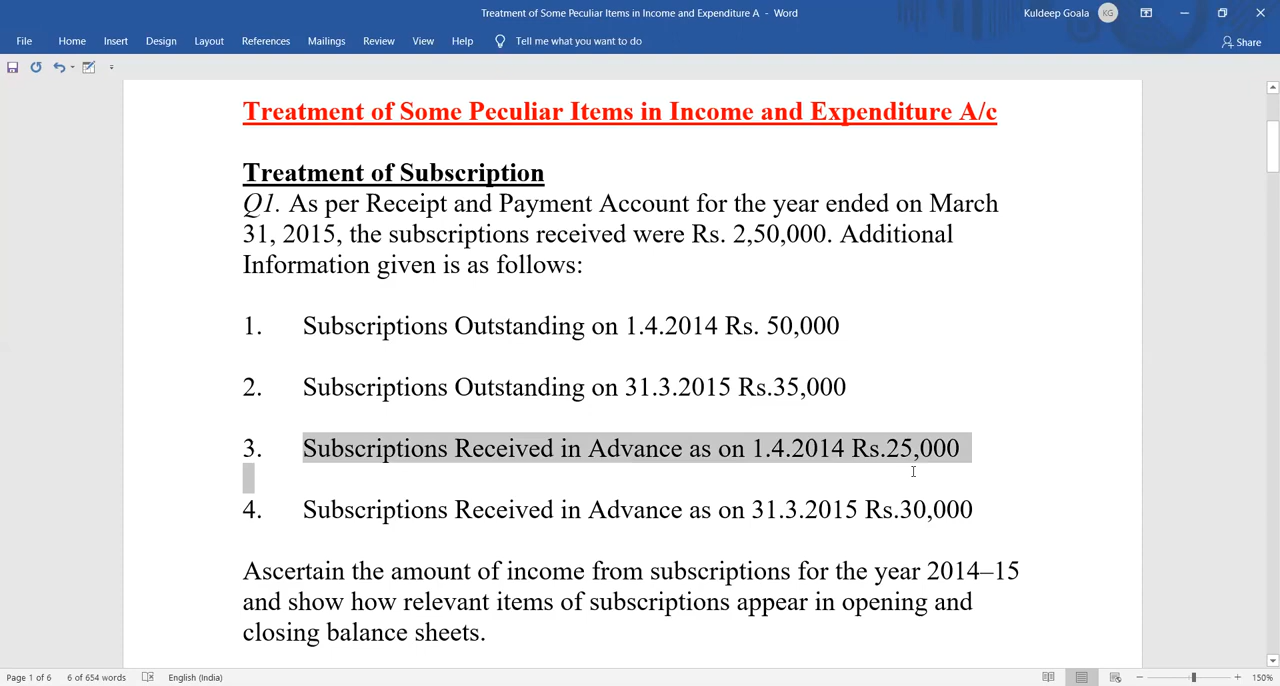 Treatment of Some Peculiar Items in Income and Expenditure A - Word
Kuldeep Goala KG
File Home Insert Design Layout References Mailings Review View Help Tell me what you want to do Share
Treatment of Some Peculiar Items in Income and Expenditure A/c
Treatment of Subscription
Q1. As per Receipt and Payment Account for the year ended on March
31, 2015, the subscriptions received were Rs. 2,50,000. Additional
Information given is as follows:
1. Subscriptions Outstanding on 1.4.2014 Rs. 50,000
2. Subscriptions Outstanding on 31.3.2015 Rs.35,000
3. Subscriptions Received in Advance as on 1.4.2014 Rs.25,000
4. Subscriptions Received in Advance as on 31.3.2015 Rs.30,000
Ascertain the amount of income from subscriptions for the year 2014–15
and show how relevant items of subscriptions appear in opening and
closing balance sheets.
Page 1 of 6 6 of 654 words English (India) 150%